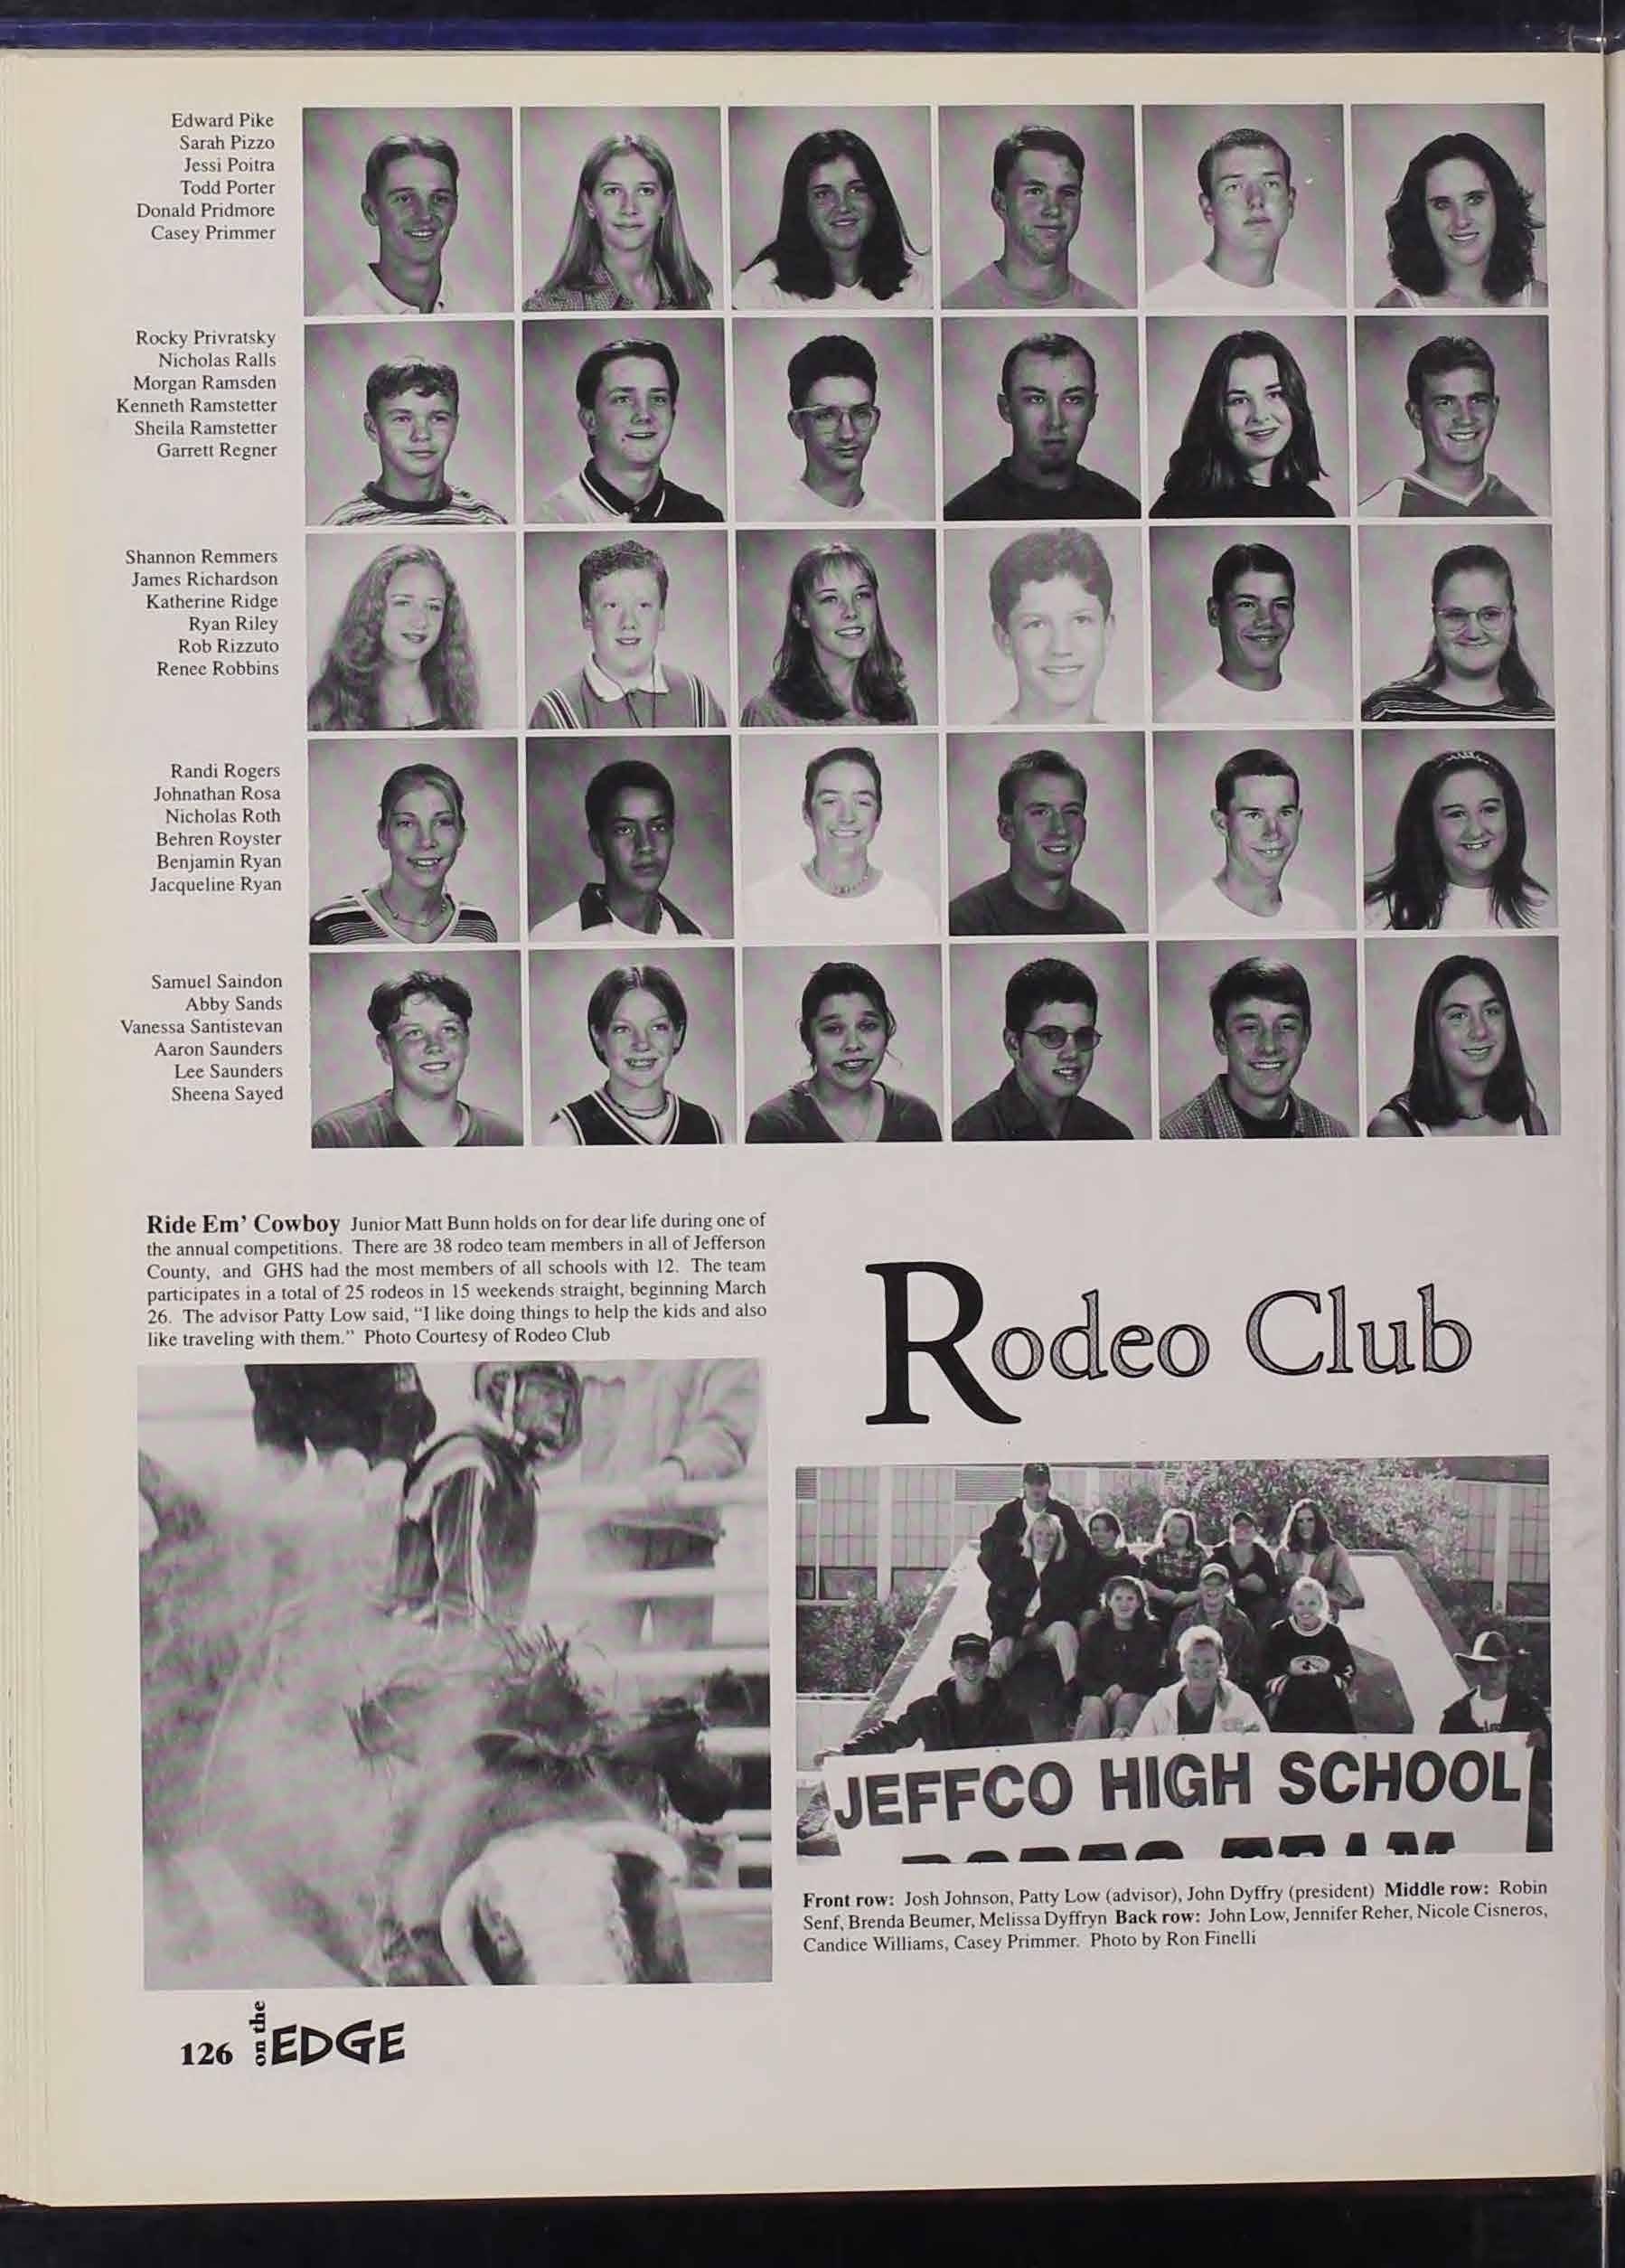 Edward Pike
Sarah Pizzo
Jessi Poitra
Todd Porter
Donald Pridmore
Casey Primmer
Rocky Privratsky
Nicholas Ralls
Morgan Ramsden
Kenneth Ramstetter
Sheila Ramstetter
Garrett Regner
Shannon Remmers
James Richardson
Katherine Ridge
Ryan Riley
Rob Rizzuto
Renee Robbins
Randi Rogers
Johnathan Rosa
Nicholas Roth
Behren Royster
Benjamin Ryan
Jacqueline Ryan
Samuel Saindon
Abby Sands
Vanessa Santistevan
Aaron Saunders
Lee Saunders
Sheena Sayed
Ride Em' Cowboy Junior Matt Bunn holds on for dear life during one of
the annual competitions. There are 38 rodeo team members in all of Jefferson
County, and GHS had the most members of all schools with 12. The team
participates in a total of 25 rodeos in 15 weekends straight, beginning March
26. The advisor Patty Low said, "I like doing things to help the kids and also
like traveling with them." Photo Courtesy of Rodeo Club
Rodeo Club
JEFFCO HIGH SCHOOL
Front row: Josh Johnson, Patty Low (advisor), John Dyffry (president) Middle row: Robin
Senf, Brenda Beumer, Melissa Dyffryn Back row: John Low, Jennifer Reher, Nicole Cisneros,
Candice Williams, Casey Primmer. Photo by Ron Finelli
126 on the EDGE